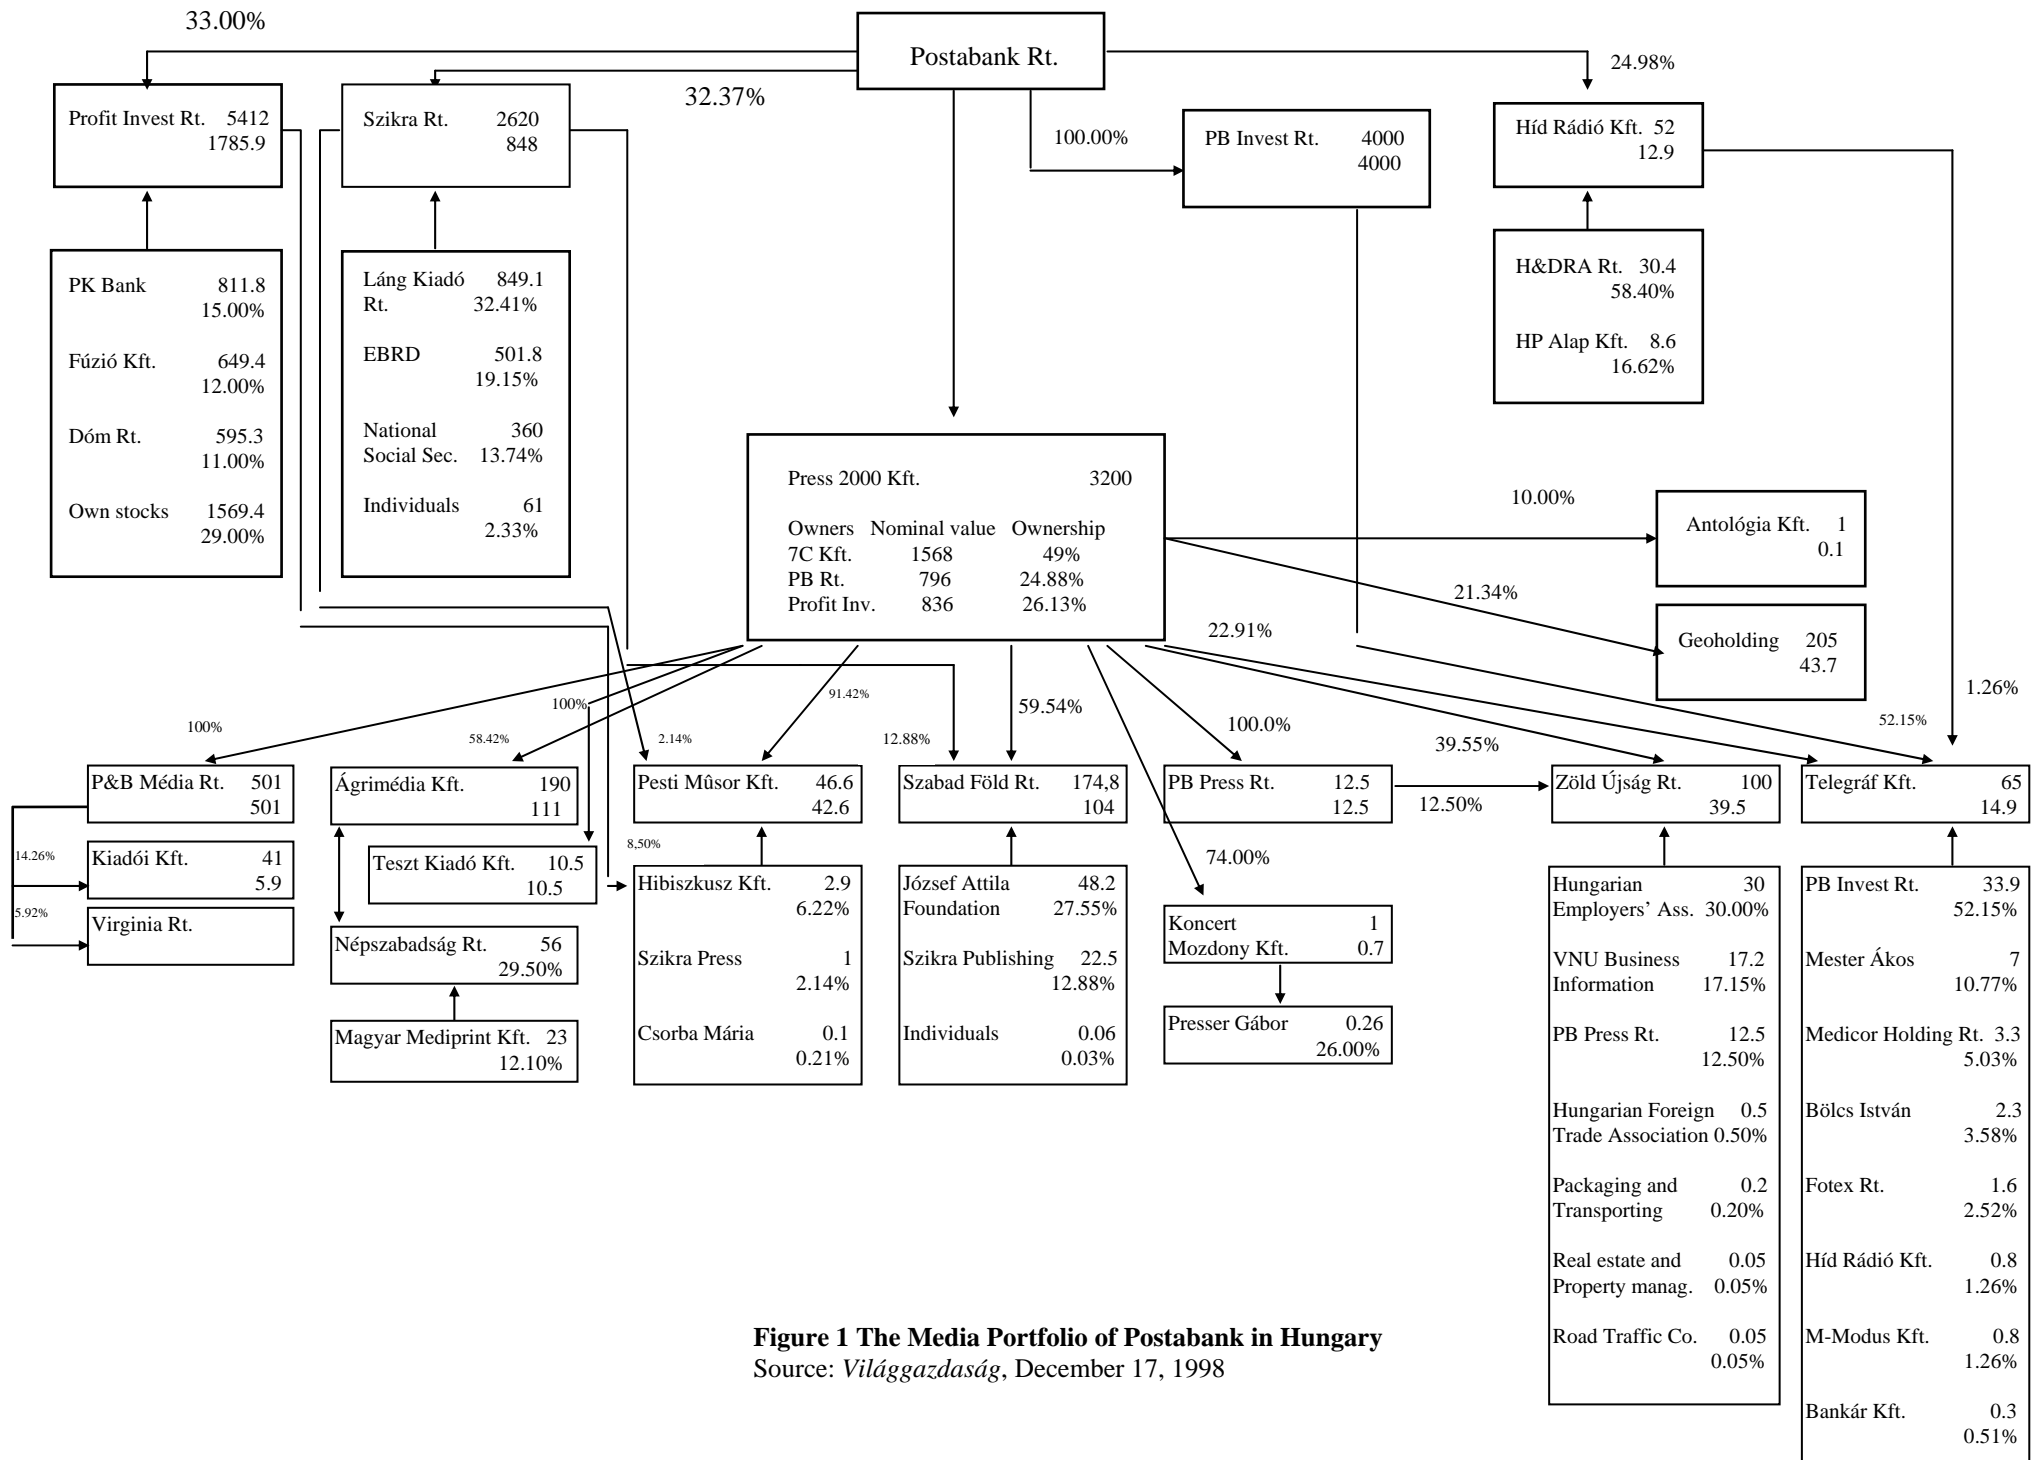 33.00%
Postabank Rt.
24.98%
32.37%
Profit Invest Rt. 5412
1785.9
Szikra Rt. 2620
848
100.00%
PB Invest Rt. 4000
4000
Híd Rádió Kft. 52
12.9
PK Bank 811.8
15.00%
Fúzió Kft. 649.4
12.00%
Dóm Rt. 595.3
11.00%
Own stocks 1569.4
29.00%
Láng Kiadó 849.1
Rt. 32.41%
EBRD 501.8
19.15%
National 360
Social Sec. 13.74%
Individuals 61
2.33%
H&DRA Rt. 30.4
58.40%
HP Alap Kft. 8.6
16.62%
Press 2000 Kft. 3200
Owners Nominal value Ownership
7C Kft. 1568 49%
PB Rt. 796 24.88%
Profit Inv. 836 26.13%
10.00%
Antológia Kft. 1
0.1
21.34%
Geoholding 205
43.7
22.91%
1.26%
52.15%
100%
100%
58.42%
2.14%
91.42%
12.88%
59.54%
100.0%
39.55%
P&B Média Rt. 501
501
Ágrimédia Kft. 190
111
Pesti Mûsor Kft. 46.6
42.6
Szabad Föld Rt. 174,8
104
PB Press Rt. 12.5
12.5
12.50%
Zöld Újság Rt. 100
39.5
Telegráf Kft. 65
14.9
14.26%
Kiadói Kft. 41
5.9
5.92%
Virginia Rt.
Teszt Kiadó Kft. 10.5
10.5
8,50%
Népszabadság Rt. 56
29.50%
Magyar Mediprint Kft. 23
12.10%
Hibiszkusz Kft. 2.9
6.22%
Szikra Press 1
2.14%
Csorba Mária 0.1
0.21%
József Attila 48.2
Foundation 27.55%
Szikra Publishing 22.5
12.88%
Individuals 0.06
0.03%
74.00%
Koncert 1
Mozdony Kft. 0.7
Presser Gábor 0.26
26.00%
Hungarian 30
Employers’ Ass. 30.00%
VNU Business 17.2
Information 17.15%
PB Press Rt. 12.5
12.50%
Hungarian Foreign 0.5
Trade Association 0.50%
Packaging and 0.2
Transporting 0.20%
Real estate and 0.05
Property manag. 0.05%
Road Traffic Co. 0.05
0.05%
PB Invest Rt. 33.9
52.15%
Mester Ákos 7
10.77%
Medicor Holding Rt. 3.3
5.03%
Bölcs István 2.3
3.58%
Fotex Rt. 1.6
2.52%
Híd Rádió Kft. 0.8
1.26%
M-Modus Kft. 0.8
1.26%
Bankár Kft. 0.3
0.51%
Figure 1 The Media Portfolio of Postabank in Hungary
Source: Világgazdaság, December 17, 1998